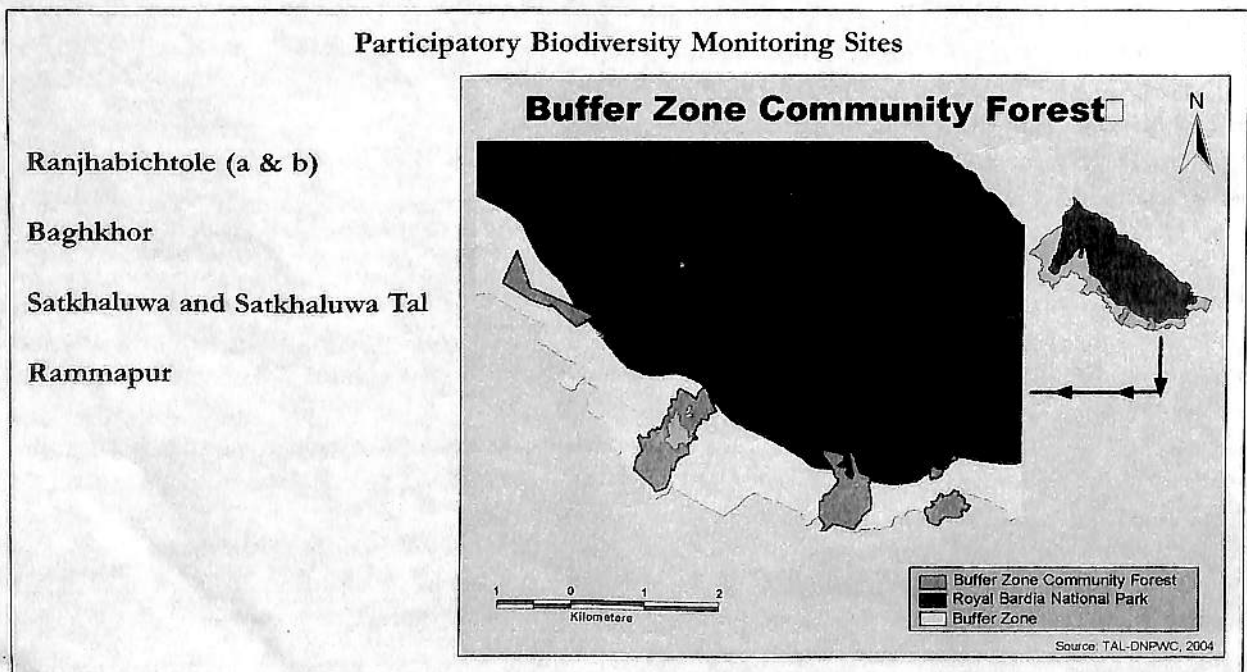 Participatory Biodiversity Monitoring Sites
Buffer Zone Community Forest
N
Ranjhabichtole (a & b)
Baghkhor
Satkhaluwa and Satkhaluwa Tal
Rammapur
1 0 1 2
Kilometers
Buffer Zone Community Forest
Royal Bardia National Park
Buffer Zone
Source: TAL-DNPWC, 2004